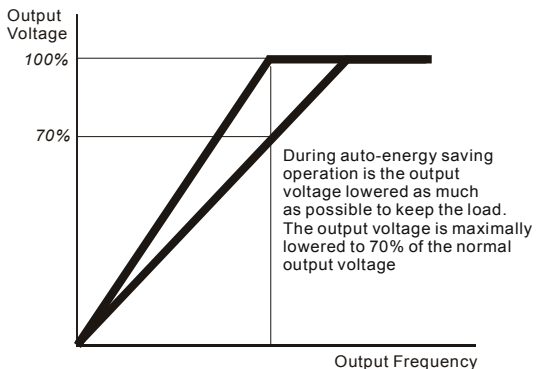 Output
Voltage
100%
70%
During auto-energy saving
operation is the output
voltage lowered as much
as possible to keep the load.
The output voltage is maximally
lowered to 70% of the normal
output voltage
Output Frequency